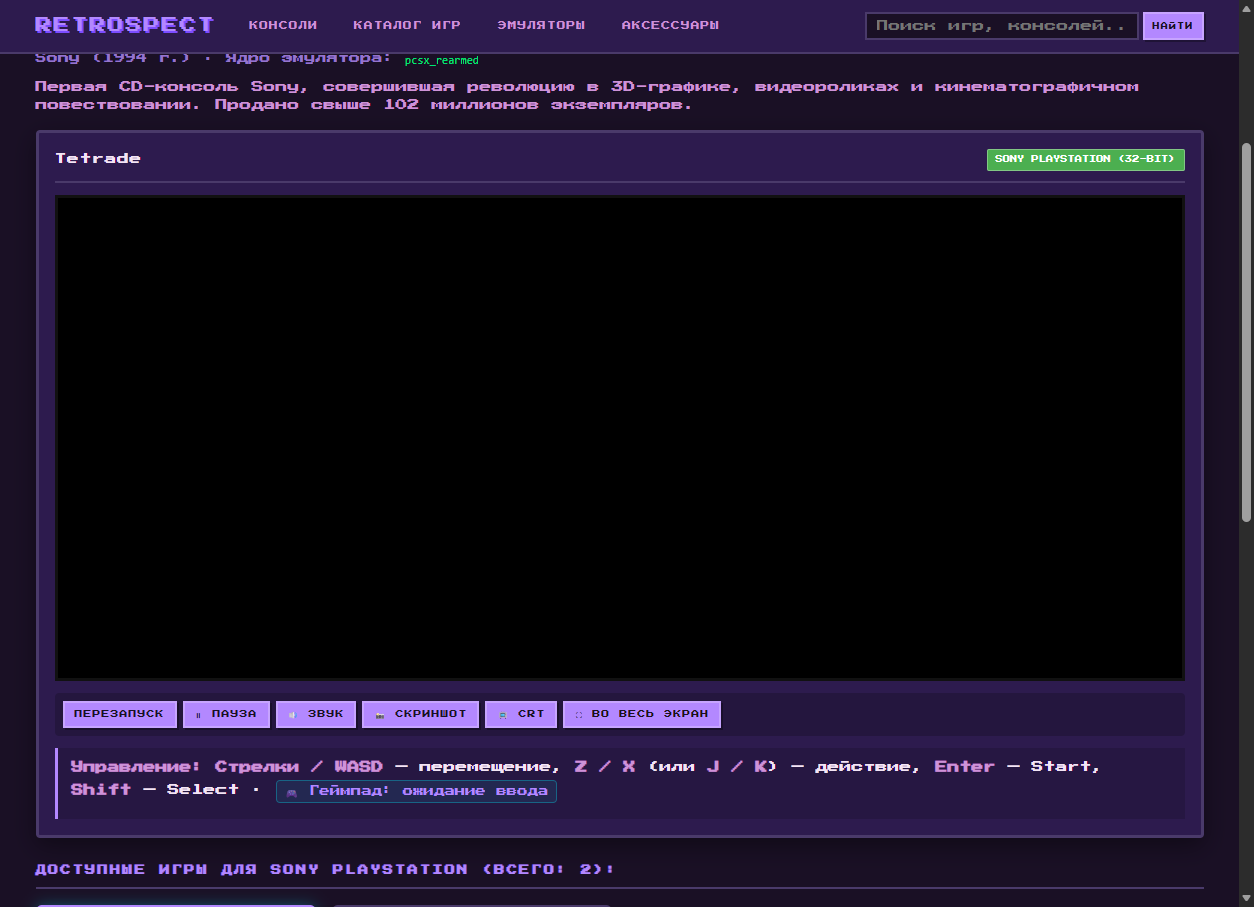 RETROSPECT КОНСОЛИ КАТАЛОГ ИГР ЭМУЛЯТОРЫ АКСЕССУАРЫ Поиск игр, консолей.. НАЙТИ
Sony (1994 г.) · Ядро эмулятора: pcsx_rearmed
Первая CD-консоль Sony, совершившая революцию в 3D-графике, видеороликах и кинематографичном
повествовании. Продано свыше 102 миллионов экземпляров.
Tetrade SONY PLAYSTATION (32-BIT)
ПЕРЕЗАПУСК ПАУЗА ЗВУК СКРИНШОТ CRT ВО ВЕСЬ ЭКРАН
Управление: Стрелки / WASD — перемещение, Z / X (или J / K) — действие, Enter — Start,
Shift — Select · Геймпад: ожидание ввода
ДОСТУПНЫЕ ИГРЫ ДЛЯ SONY PLAYSTATION (ВСЕГО: 2):